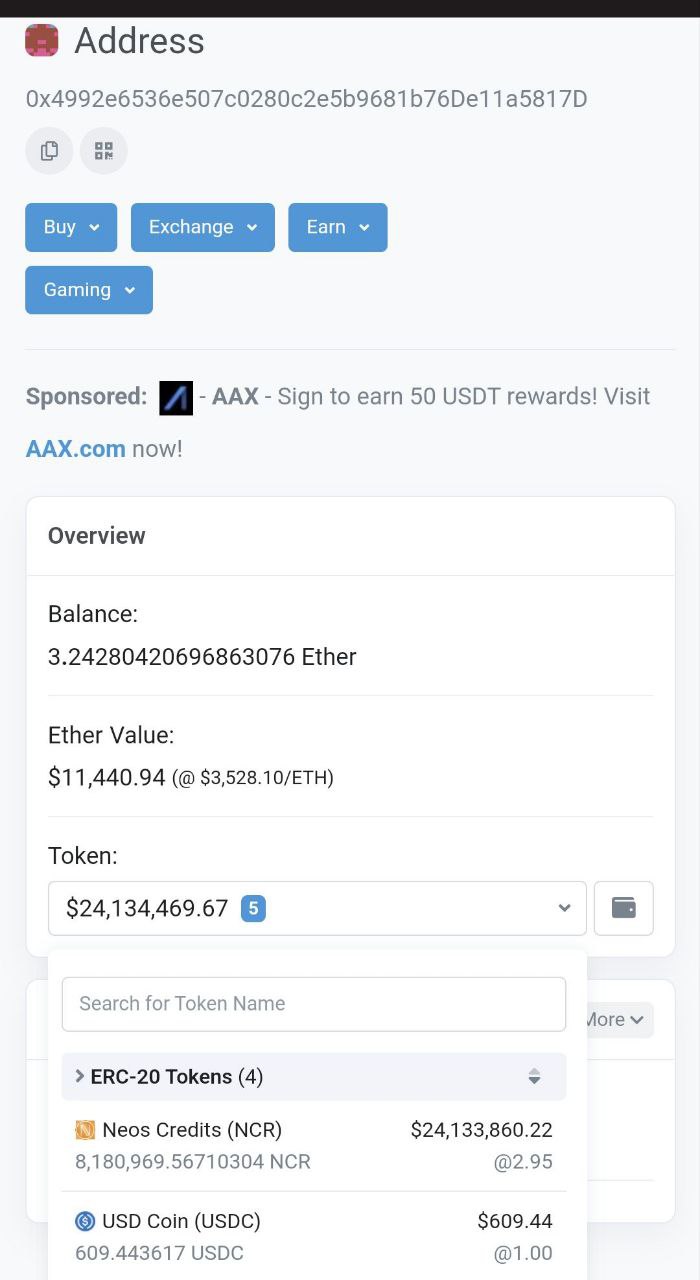 Address
0x4992e6536e507c0280c2e5b9681b76De11a5817D
Buy
Exchange
Earn
Gaming
Sponsored: - AAX - Sign to earn 50 USDT rewards! Visit
AAX.com now!
Overview
Balance:
3.24280420696863076 Ether
Ether Value:
$11,440.94 (@ $3,528.10/ETH)
Token:
$24,134,469.67 5
Search for Token Name
More
ERC-20 Tokens (4)
Neos Credits (NCR) $24,133,860.22
8,180,969.56710304 NCR @2.95
USD Coin (USDC) $609.44
609.443617 USDC @1.00